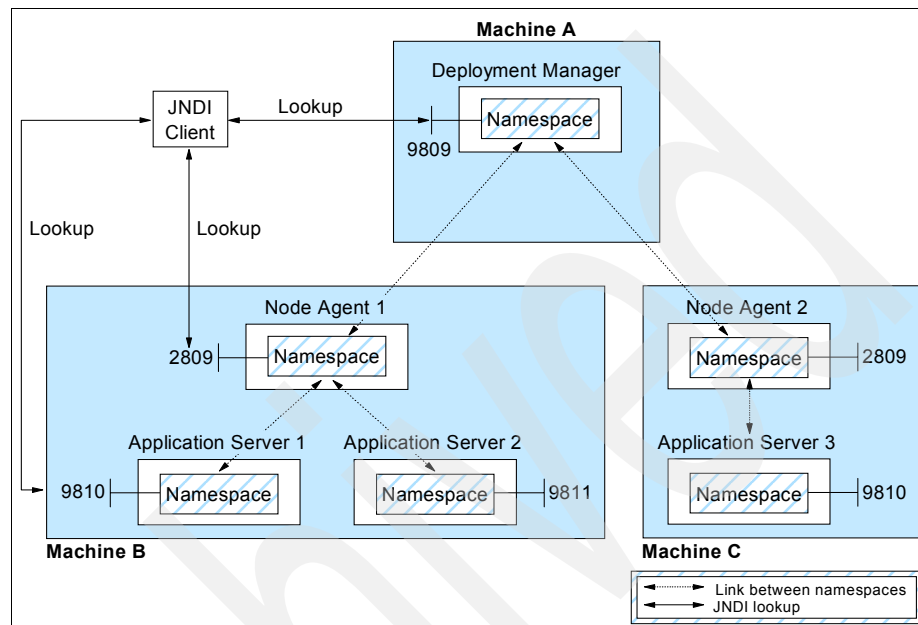 Machine A
Deployment Manager
JNDI
Client
Lookup
Namespace
9809
Lookup
Lookup
Node Agent 1
2809
Namespace
Application Server 1
Application Server 2
9810
Namespace
Namespace
9811
Machine B
Node Agent 2
Namespace
2809
Application Server 3
Namespace
9810
Machine C
Link between namespaces
JNDI lookup
hived